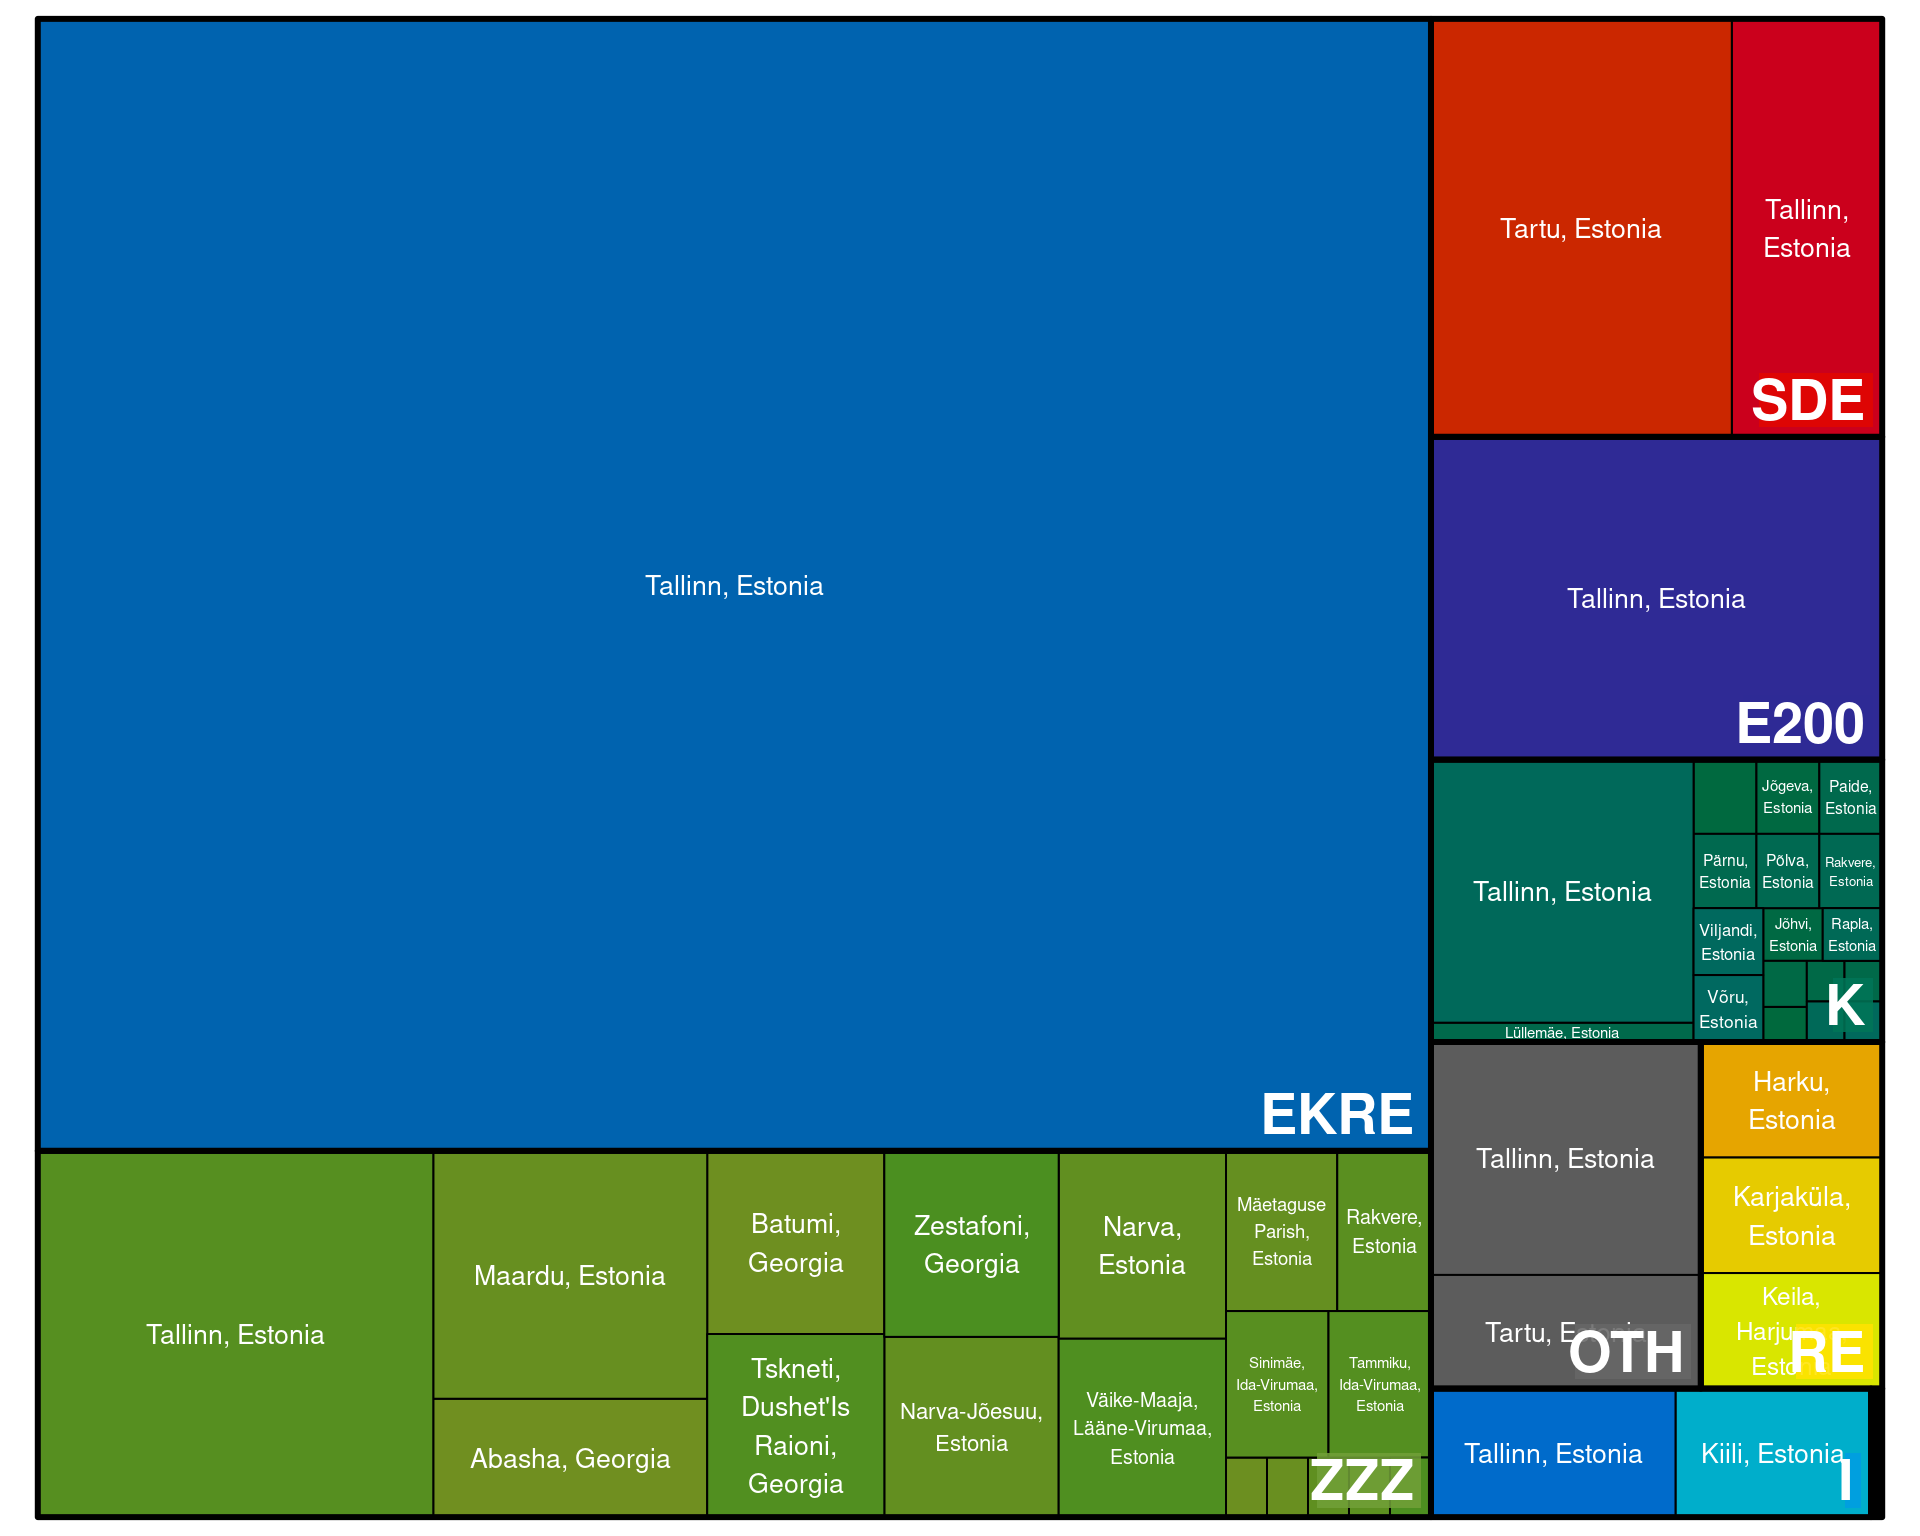 Tallinn, Estonia
EKRE
Tartu, Estonia
Tallinn,
Estonia
SDE
Tallinn, Estonia
E200
Tallinn, Estonia
Jõgeva,
Estonia
Paide,
Estonia
Pärnu,
Estonia
Põlva,
Estonia
Rakvere,
Estonia
Viljandi,
Estonia
Jõhvi,
Estonia
Rapla,
Estonia
Võru,
Estonia
K
Lüllemäe, Estonia
Tallinn, Estonia
Tartu, Estonia
OTH
Harku,
Estonia
Karjaküla,
Estonia
Keila,
RE
Tallinn, Estonia
Kiili, Estonia
I
Tallinn, Estonia
Maardu, Estonia
Abasha, Georgia
Batumi,
Georgia
Tskneti,
Dushet'Is
Raioni,
Georgia
Zestafoni,
Georgia
Narva-Jõesuu,
Estonia
Narva,
Estonia
Väike-Maaja,
Lääne-Virumaa,
Estonia
Mäetaguse
Parish,
Estonia
Rakvere,
Estonia
Sinimäe,
Ida-Virumaa,
Estonia
Tammiku,
Ida-Virumaa,
Estonia
ZZZ